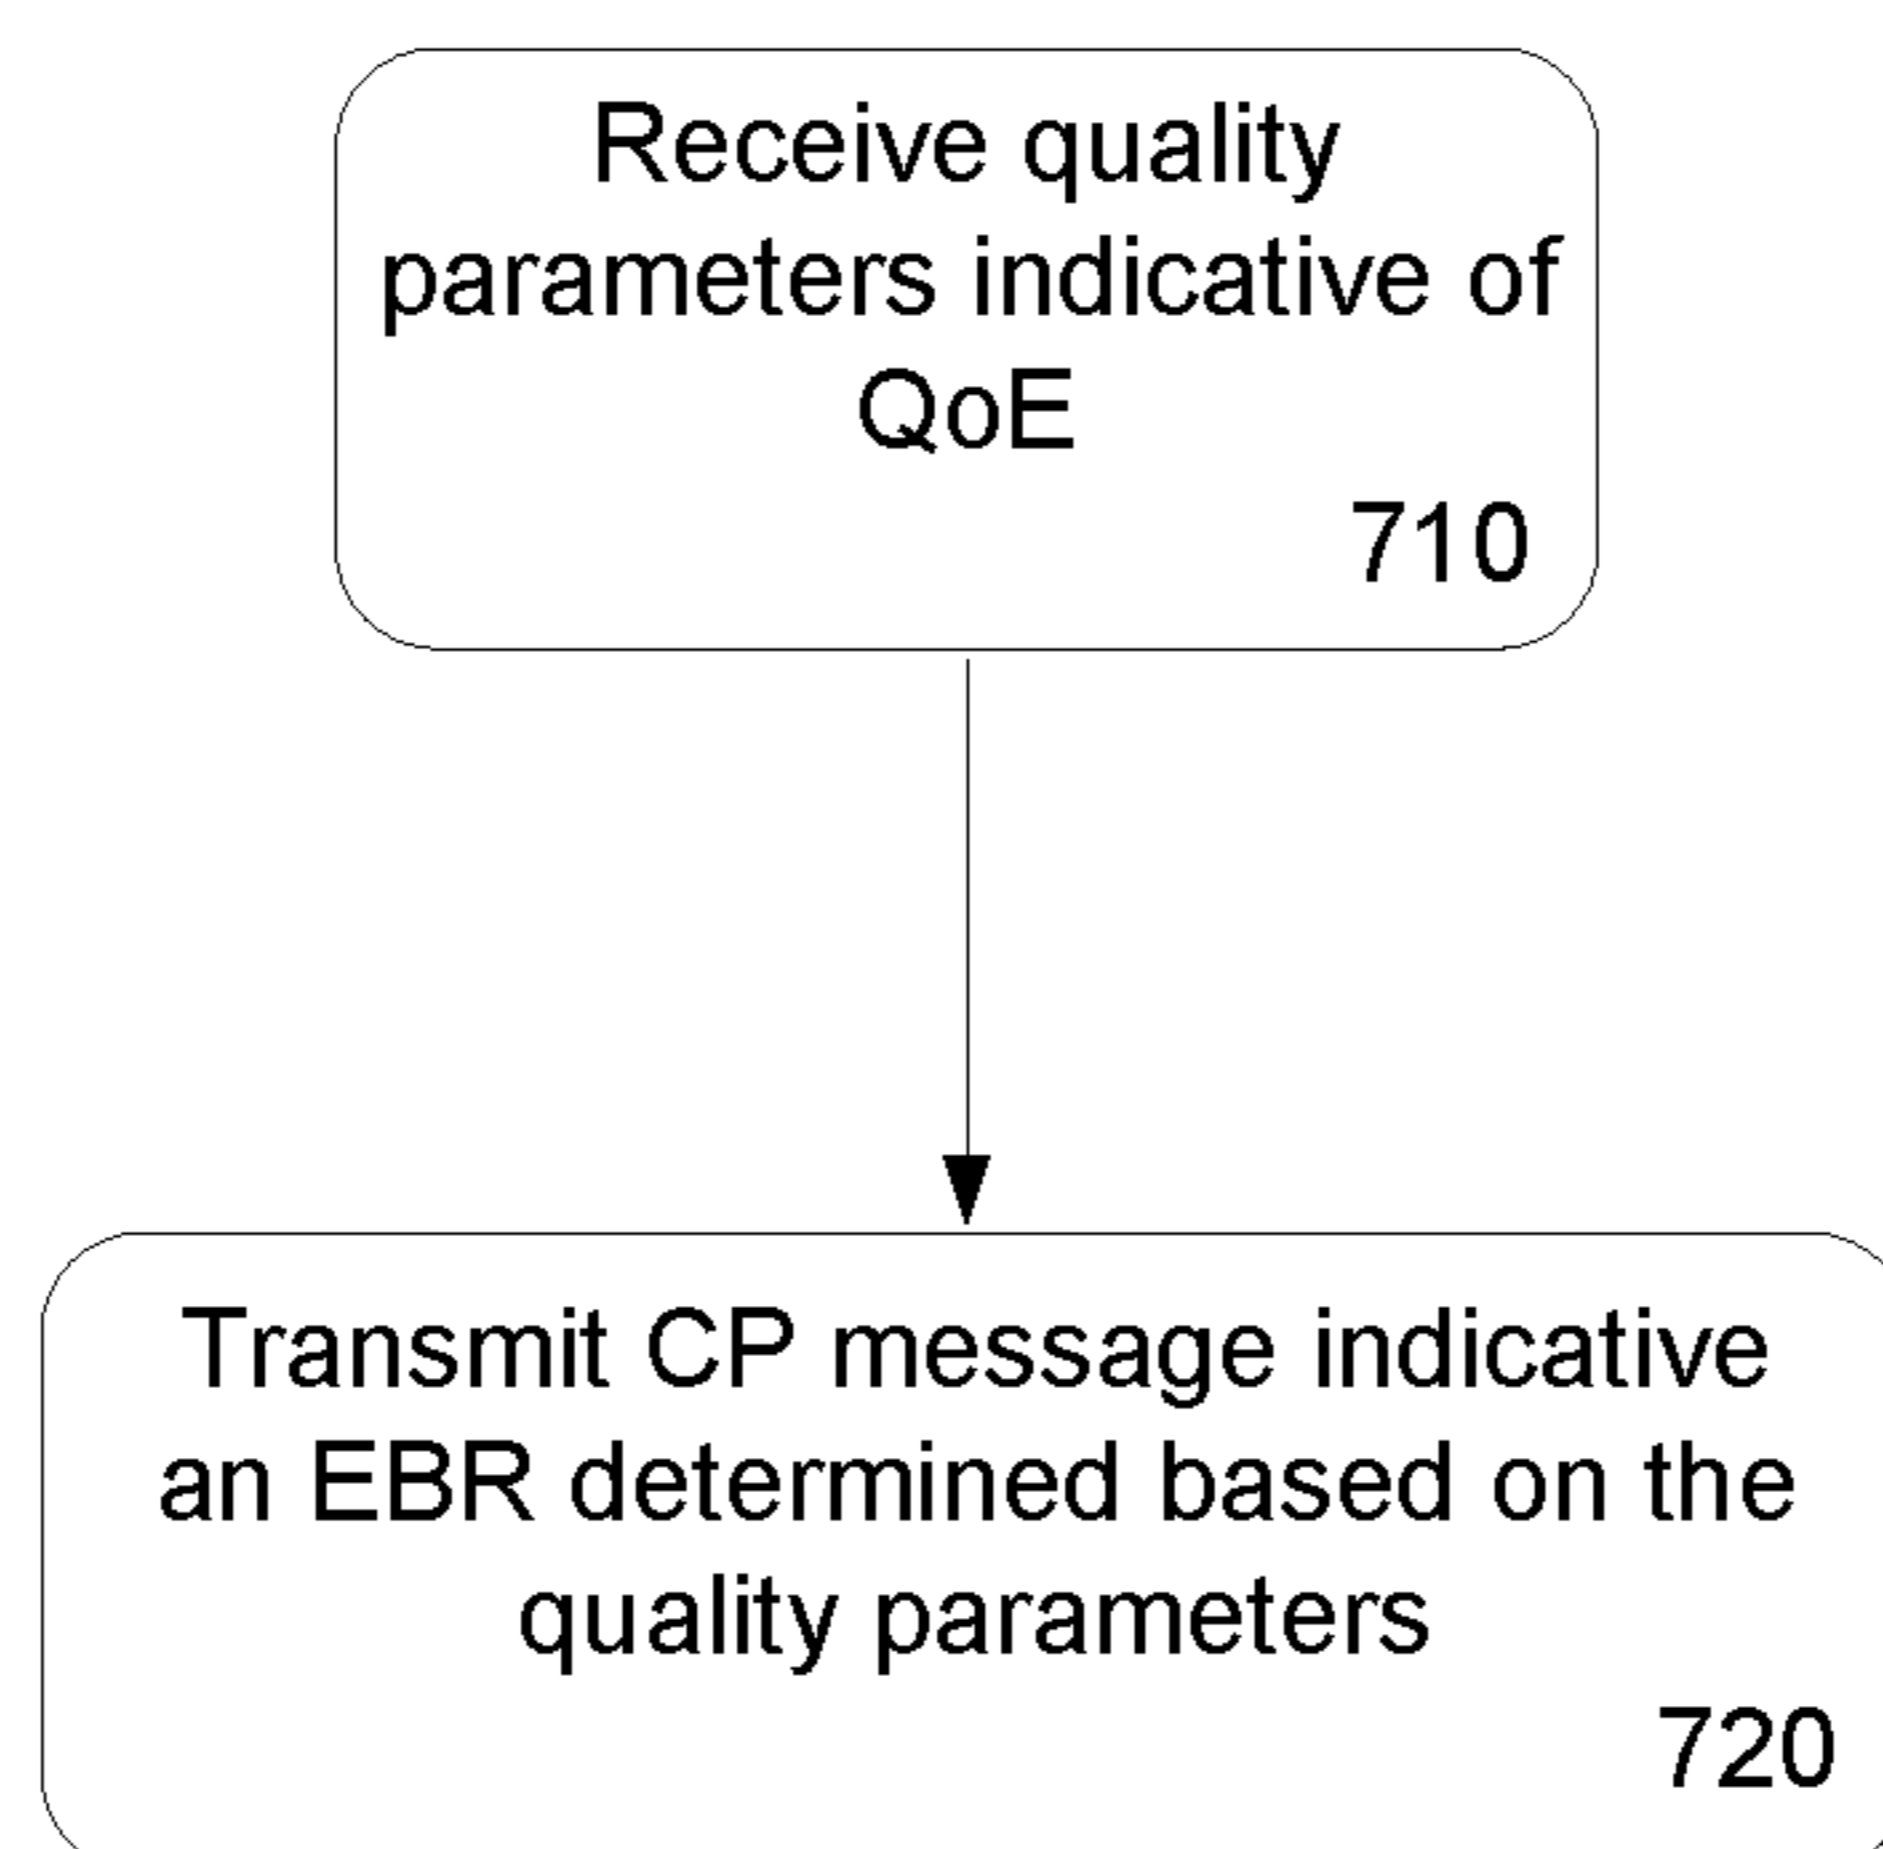 Receive quality
parameters indicative of
QoE
710
Transmit CP message indicative
an EBR determined based on the
quality parameters
720